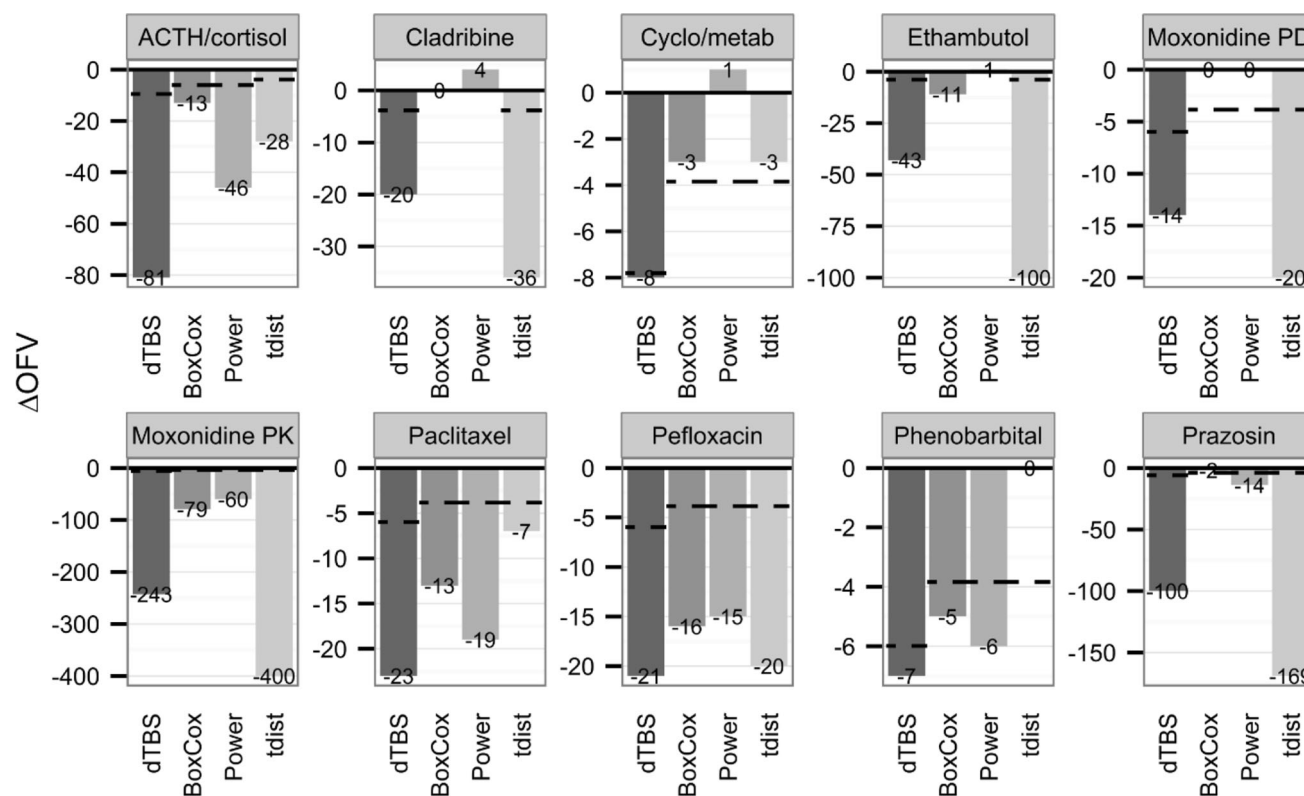 ACTH/cortisol Cladribine Cyclo/metab Ethambutol Moxonidine PD
0 -20 -40 -60 -80
-81 -13 -46 -28
0 -10 -20 -30
-20 0 4 -36
0 -2 -4 -6 -8
-8 -3 1 -3
0 -25 -50 -75 -100
-43 -11 1 -100
0 -5 -10 -15 -20
-14 0 0 -20
dTBS BoxCox Power tdist dTBS BoxCox Power tdist dTBS BoxCox Power tdist dTBS BoxCox Power tdist dTBS BoxCox Power tdist
ΔOFV
Moxonidine PK Paclitaxel Pefloxacin Phenobarbital Prazosin
0 -100 -200 -300 -400
-243 -79 -60 -400
0 -5 -10 -15 -20
-23 -13 -19 -7
0 -5 -10 -15 -20
-21 -16 -15 -20
0 -2 -4 -6
-7 -5 -6 0
0 -50 -100 -150
-100 -2 -14 -169
dTBS BoxCox Power tdist dTBS BoxCox Power tdist dTBS BoxCox Power tdist dTBS BoxCox Power tdist dTBS BoxCox Power tdist